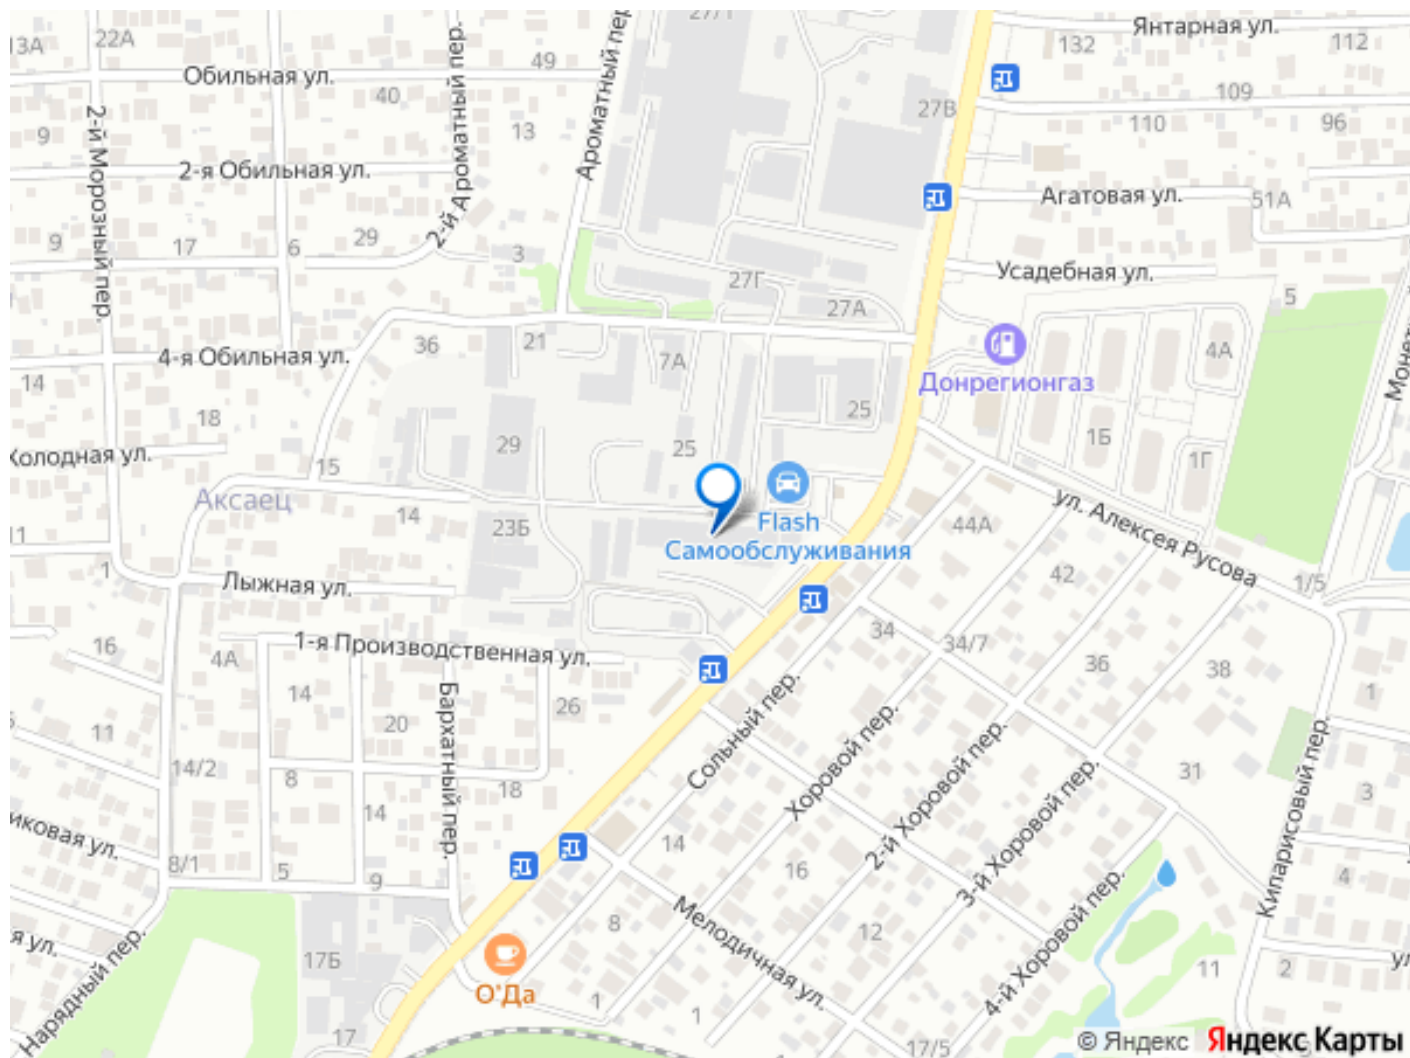 27/1
Янтарная ул.
13А
22А
Обильная ул.
49
40
Ароматный пер.
2-й Ароматный пер.
132
112
109
110
96
27В
9
2-й Морозный пер.
13
2-я Обильная ул.
Агатовая ул.
51А
9
17
6
29
3
27Г
27А
Усадебная ул.
5
36
21
7А
4-я Обильная ул.
14
18
Донрегионгаз
4А
25
1Б
1Г
Холодная ул.
15
29
25
Аксаец
14
23Б
Flash
Самообслуживания
44А
ул. Алексея Русова
11
1
Лыжная ул.
42
1/5
16
4А
1-я Производственная ул.
34
34/7
36
38
1
14
20
26
Бархатный пер.
Сольный пер.
Хоровой пер.
2-й Хоровой пер.
3-й Хоровой пер.
4-й Хоровой пер.
Кипарисовый пер.
11
14/2
8
18
14
31
3
8/1
5
9
14
16
4
Мелодичная ул.
8
12
Нарядный пер.
17Б
О'Да
17
1
1
17/5
11
2
© Яндекс
Яндекс Карты